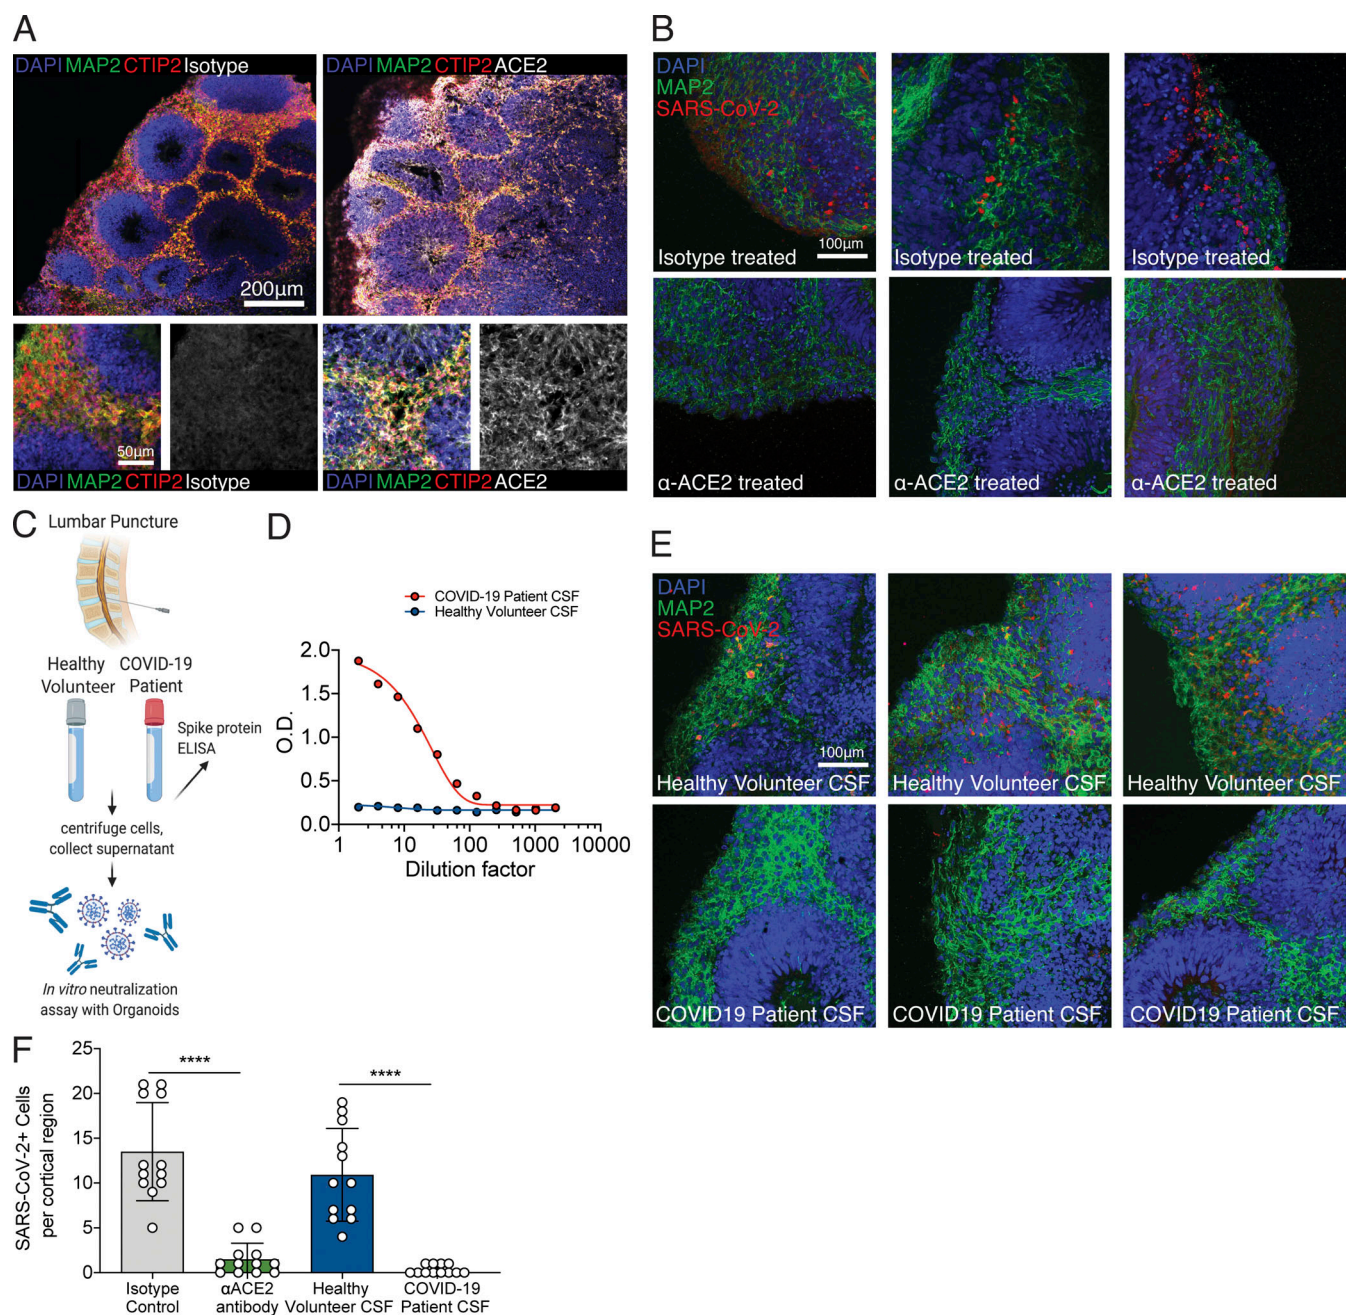 A
DAPI MAP2 CTIP2 Isotype
200µm
DAPI MAP2 CTIP2 ACE2
50µm
DAPI MAP2 CTIP2 Isotype
DAPI MAP2 CTIP2 ACE2
B
DAPI
MAP2
SARS-CoV-2
100µm
Isotype treated
Isotype treated
Isotype treated
α-ACE2 treated
α-ACE2 treated
α-ACE2 treated
C
Lumbar Puncture
Healthy
Volunteer
COVID-19
Patient
Spike protein
ELISA
centrifuge cells,
collect supernatant
In vitro neutralization
assay with Organoids
D
COVID-19 Patient CSF
Healthy Volunteer CSF
2.0
1.5
1.0
0.5
0.0
O.D.
1
10
100
1000
10000
Dilution factor
E
DAPI
MAP2
SARS-CoV-2
100µm
Healthy Volunteer CSF
Healthy Volunteer CSF
Healthy Volunteer CSF
COVID19 Patient CSF
COVID19 Patient CSF
COVID19 Patient CSF
F
SARS-CoV-2+ Cells
per cortical region
25
20
15
10
5
0
****
****
Isotype
Control
αACE2
antibody
Healthy
Volunteer CSF
COVID-19
Patient CSF